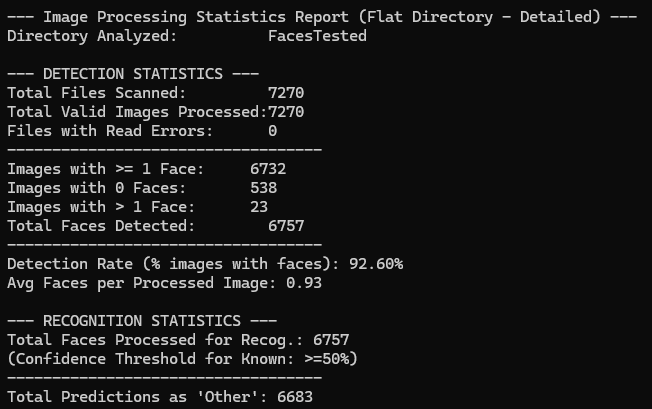 --- Image Processing Statistics Report (Flat Directory - Detailed) ---
Directory Analyzed:          FacesTested
--- DETECTION STATISTICS ---
Total Files Scanned:         7270
Total Valid Images Processed:7270
Files with Read Errors:      0
-----------------------------------
Images with >= 1 Face:     6732
Images with 0 Faces:       538
Images with > 1 Face:      23
Total Faces Detected:        6757
-----------------------------------
Detection Rate (% images with faces): 92.60%
Avg Faces per Processed Image: 0.93
--- RECOGNITION STATISTICS ---
Total Faces Processed for Recog.: 6757
(Confidence Threshold for Known: >=50%)
-----------------------------------
Total Predictions as 'Other': 6683